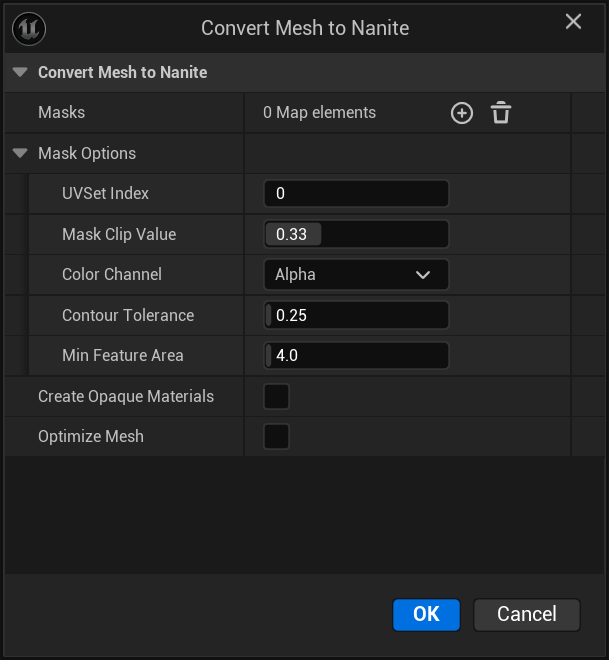 Convert Mesh to Nanite
Convert Mesh to Nanite
Masks 0 Map elements
Mask Options
UVSet Index 0
Mask Clip Value 0.33
Color Channel Alpha
Contour Tolerance 0.25
Min Feature Area 4.0
Create Opaque Materials
Optimize Mesh
OK Cancel